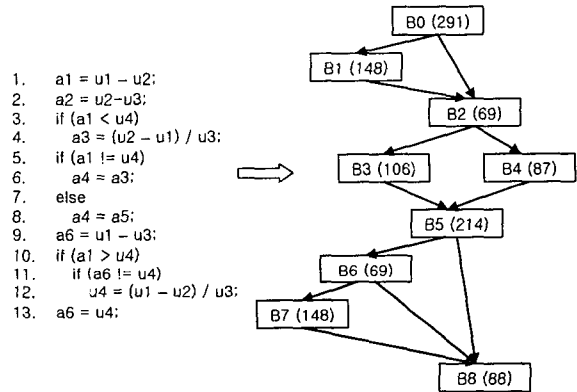 1. a1 = u1 – u2;
2. a2 = u2-u3;
3. if (a1 < u4)
4. a3 = (u2 – u1) / u3;
5. if (a1 != u4)
6. a4 = a3;
7. else
8. a4 = a5;
9. a6 = u1 – u3;
10. if (a1 > u4)
11. if (a6 != u4)
12. u4 = (u1 – u2) / u3;
13. a6 = u4;
B0 (291)
B1 (148)
B2 (69)
B3 (106)
B4 (87)
B5 (214)
B6 (69)
B7 (148)
B8 (88)